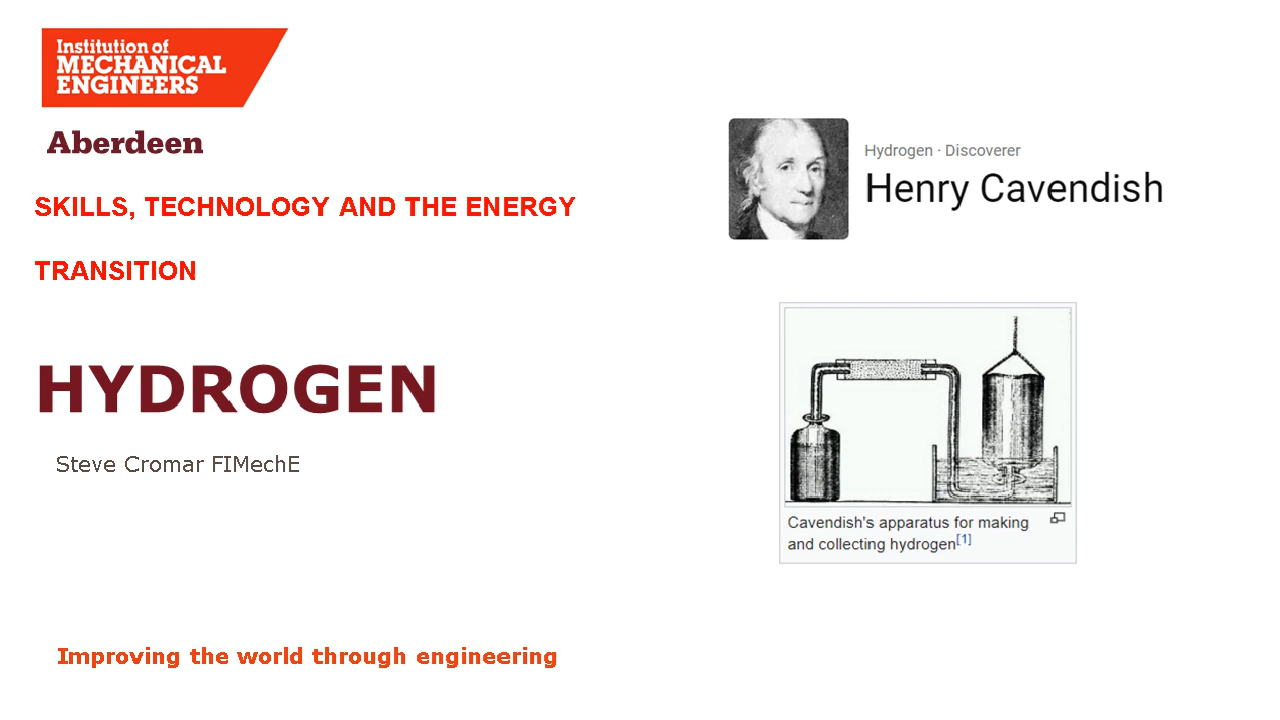 Institution of
MECHANICAL
ENGINEERS
Aberdeen
SKILLS, TECHNOLOGY AND THE ENERGY
TRANSITION
HYDROGEN
Steve Cromar FIMechE
Improving the world through engineering
Hydrogen · Discoverer
Henry Cavendish
Cavendish's apparatus for making
and collecting hydrogen[1]